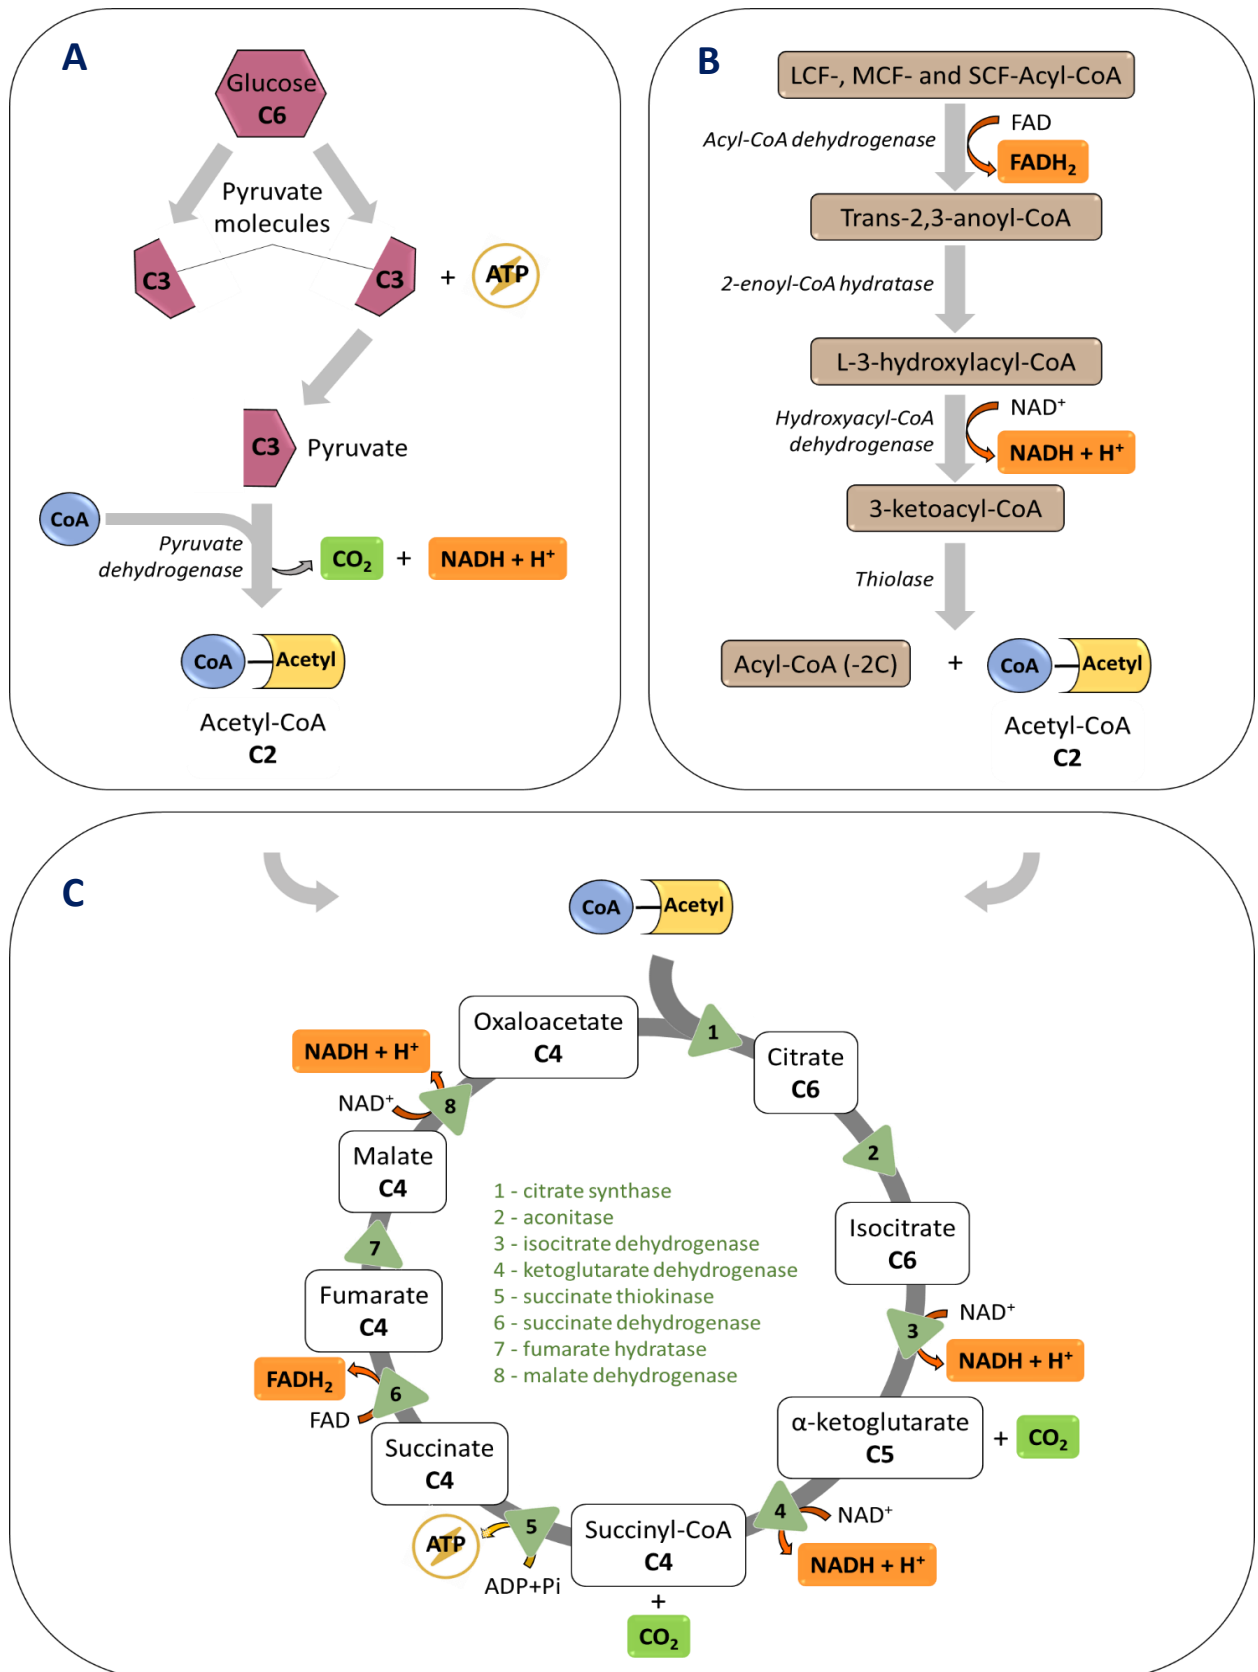 A
Glucose
C6
Pyruvate
molecules
C3
C3
+
ATP
C3
Pyruvate
CoA
Pyruvate
dehydrogenase
CO₂
+
NADH + H⁺
CoA
Acetyl
Acetyl-CoA
C2
B
LCF-, MCF- and SCF-Acyl-CoA
Acyl-CoA dehydrogenase
FAD
FADH₂
Trans-2,3-anoyl-CoA
2-enoyl-CoA hydratase
L-3-hydroxylacyl-CoA
Hydroxyacyl-CoA
dehydrogenase
NAD⁺
NADH + H⁺
3-ketoacyl-CoA
Thiolase
Acyl-CoA (-2C)
+
CoA
Acetyl
Acetyl-CoA
C2
C
CoA
Acetyl
Oxaloacetate
C4
1
Citrate
C6
2
Isocitrate
C6
3
NAD⁺
NADH + H⁺
α-ketoglutarate
C5
+
CO₂
4
NAD⁺
NADH + H⁺
Succinyl-CoA
C4
+
CO₂
5
ADP+Pi
ATP
Succinate
C4
6
FAD
FADH₂
Fumarate
C4
7
Malate
C4
8
NAD⁺
NADH + H⁺
1 - citrate synthase
2 - aconitase
3 - isocitrate dehydrogenase
4 - ketoglutarate dehydrogenase
5 - succinate thiokinase
6 - succinate dehydrogenase
7 - fumarate hydratase
8 - malate dehydrogenase